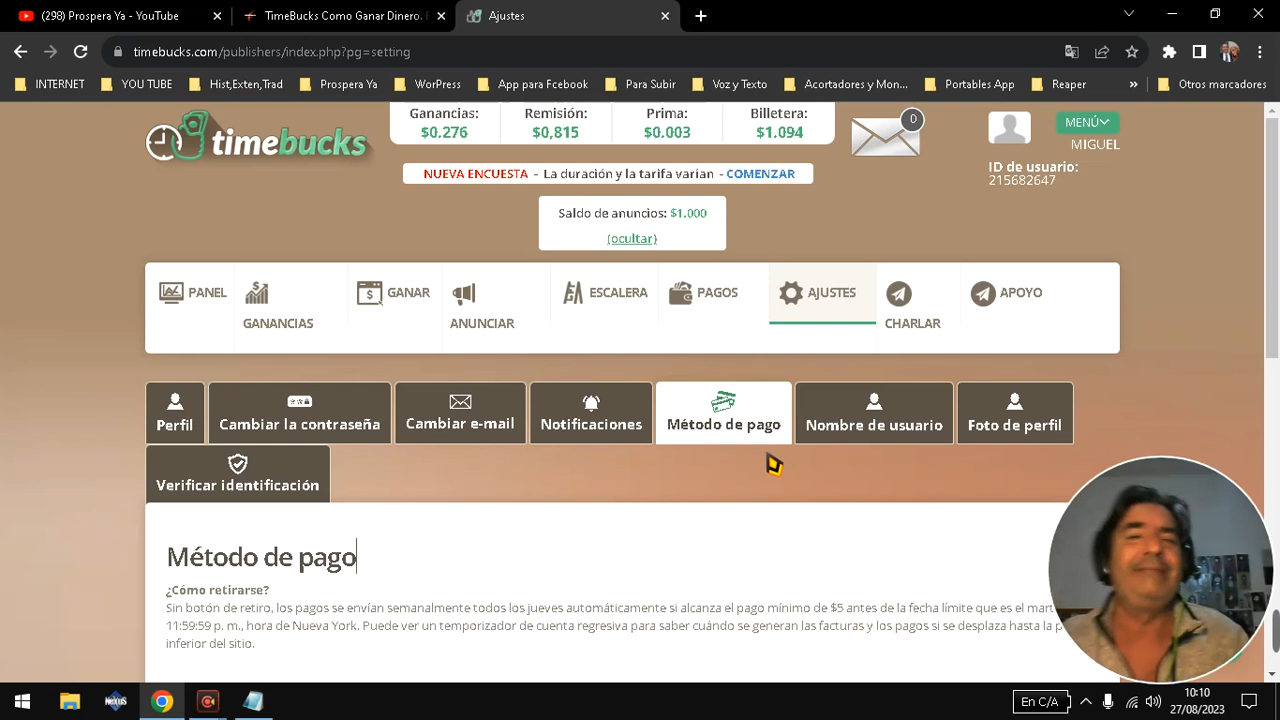 (298) Prospera Ya - YouTube
TimeBucks Como Ganar Dinero. E
Ajustes
timebucks.com/publishers/index.php?pg=setting
INTERNET
YOU TUBE
Hist,Exten,Trad
Prospera Ya
WorPress
App para Fcebook
Para Subir
Voz y Texto
Acortadores y Mon...
Portables App
Reaper
»
Otros marcadores
timebucks
Ganancias:
$0.276
Remisión:
$0,815
Prima:
$0.003
Billetera:
$1.094
0
MENÚ
MIGUEL
ID de usuario:
215682647
NUEVA ENCUESTA - La duración y la tarifa varían - COMENZAR
Saldo de anuncios: $1.000
(ocultar)
PANEL
GANANCIAS
GANAR
ANUNCIAR
ESCALERA
PAGOS
AJUSTES
CHARLAR
APOYO
Perfil
Cambiar la contraseña
Cambiar e-mail
Notificaciones
Método de pago
Nombre de usuario
Foto de perfil
Verificar identificación
Método de pago
¿Cómo retirarse?
Sin botón de retiro, los pagos se envían semanalmente todos los jueves automáticamente si alcanza el pago mínimo de $5 antes de la fecha límite que es el mart
11:59:59 p. m., hora de Nueva York. Puede ver un temporizador de cuenta regresiva para saber cuándo se generan las facturas y los pagos si se desplaza hasta la p
inferior del sitio.
NEXUS
En C/A
10:10
27/08/2023